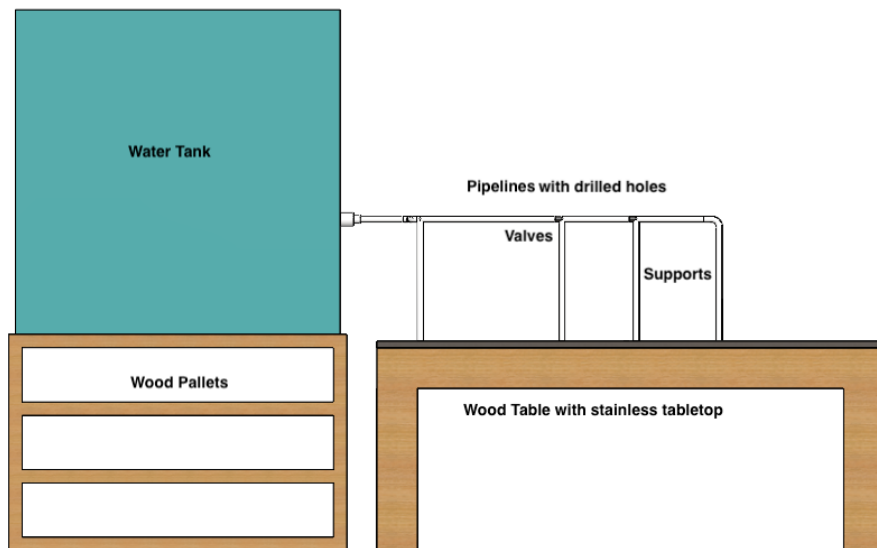 Water Tank
Pipelines with drilled holes
Valves
Supports
Wood Pallets
Wood Table with stainless tabletop